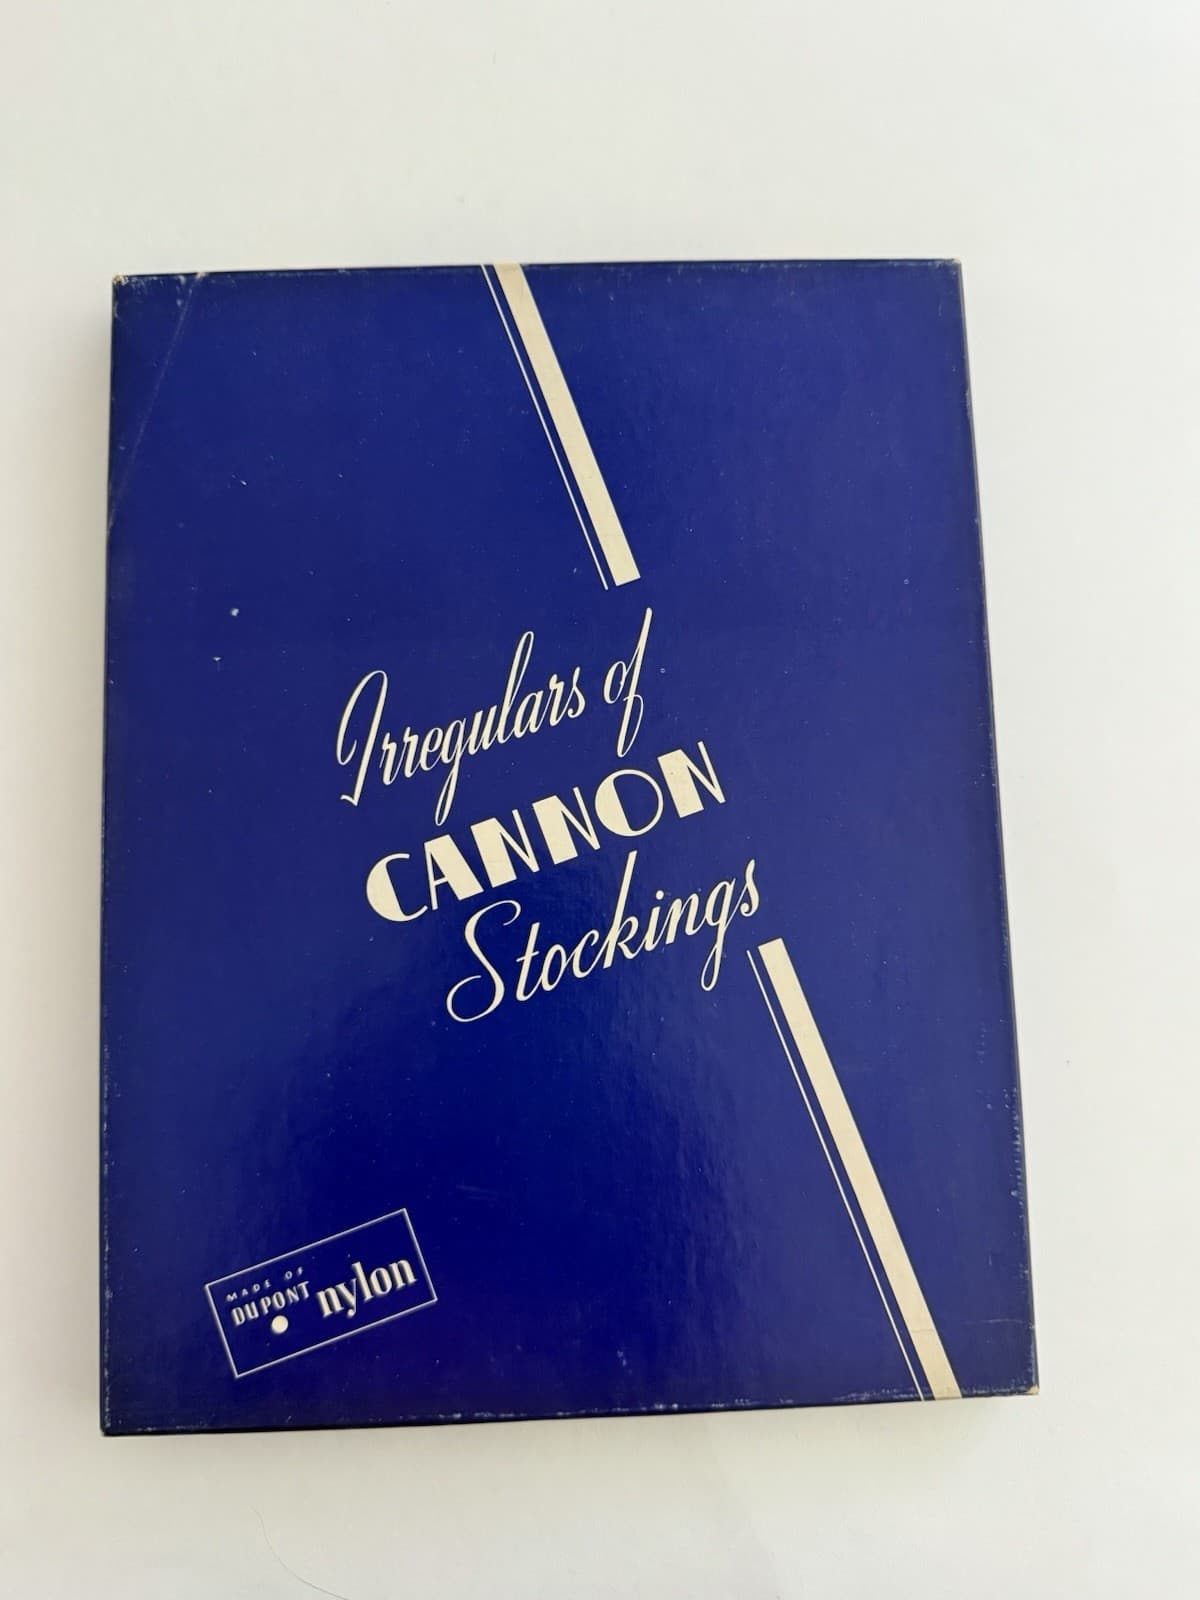 Irregulars of
CANNON
Stockings
MADE OF
DU PONT
nylon